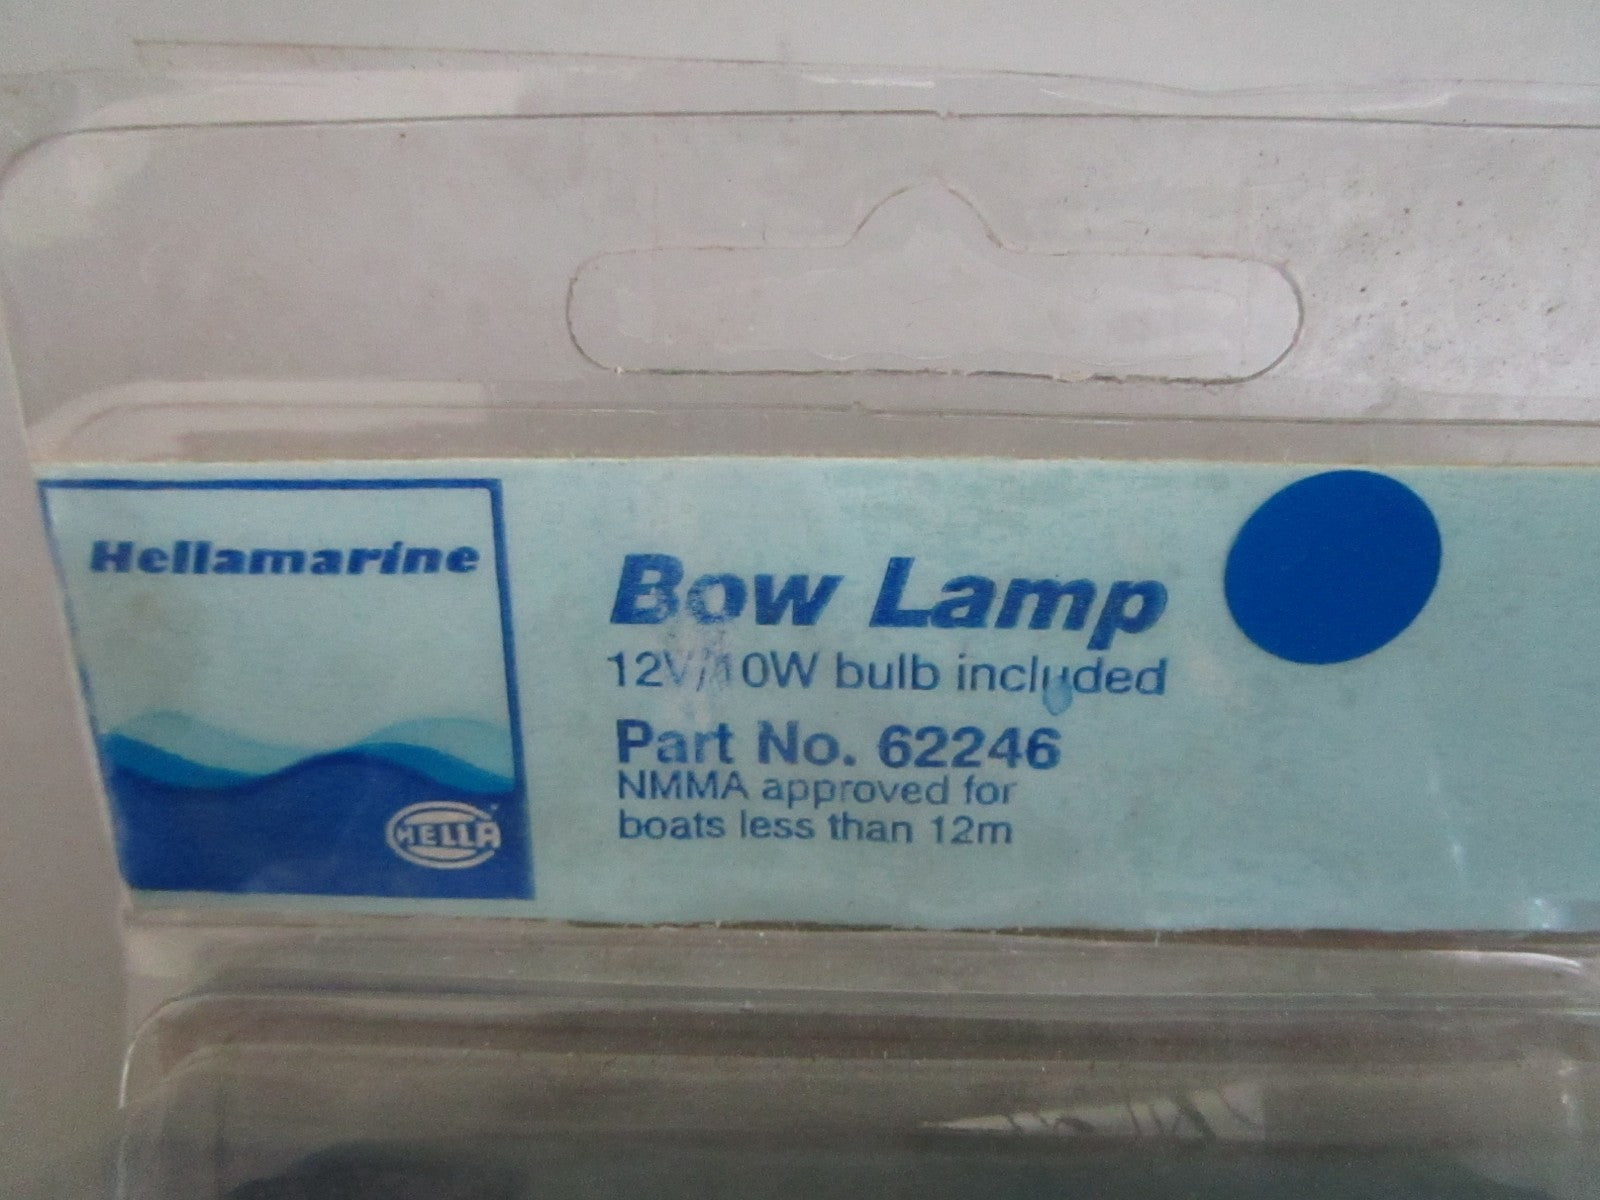 Hellamarine
HELLA
Bow Lamp
12V/10W bulb included
Part No. 62246
NMMA approved for
boats less than 12m